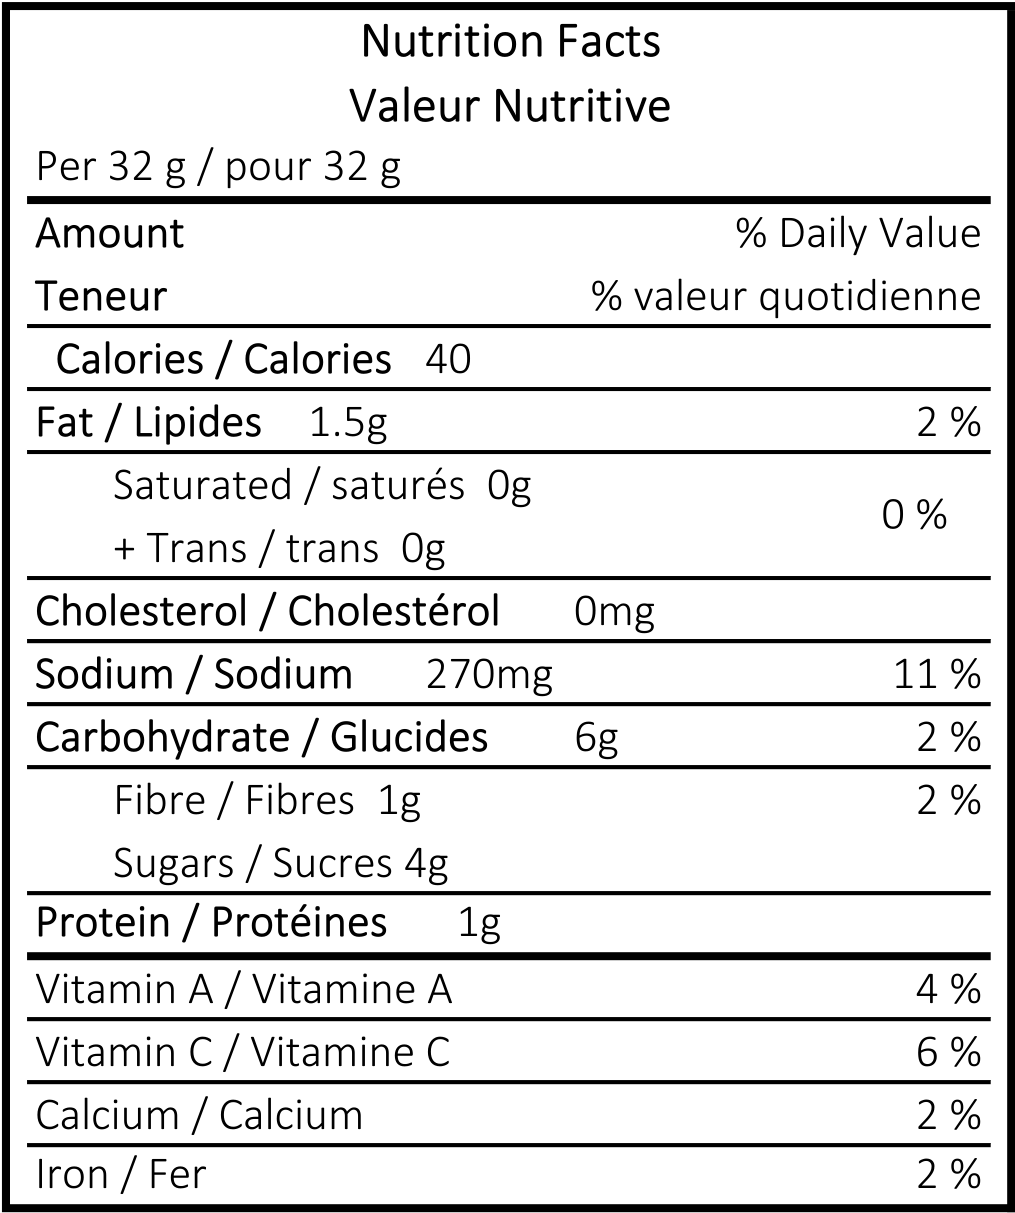 Nutrition Facts
Valeur Nutritive
Per 32 g / pour 32 g
Amount % Daily Value
Teneur % valeur quotidienne
Calories / Calories 40
Fat / Lipides 1.5g 2 %
Saturated / saturés 0g
0 %
+ Trans / trans 0g
Cholesterol / Cholestérol 0mg
Sodium / Sodium 270mg 11 %
Carbohydrate / Glucides 6g 2 %
Fibre / Fibres 1g 2 %
Sugars / Sucres 4g
Protein / Protéines 1g
Vitamin A / Vitamine A 4 %
Vitamin C / Vitamine C 6 %
Calcium / Calcium 2 %
Iron / Fer 2 %